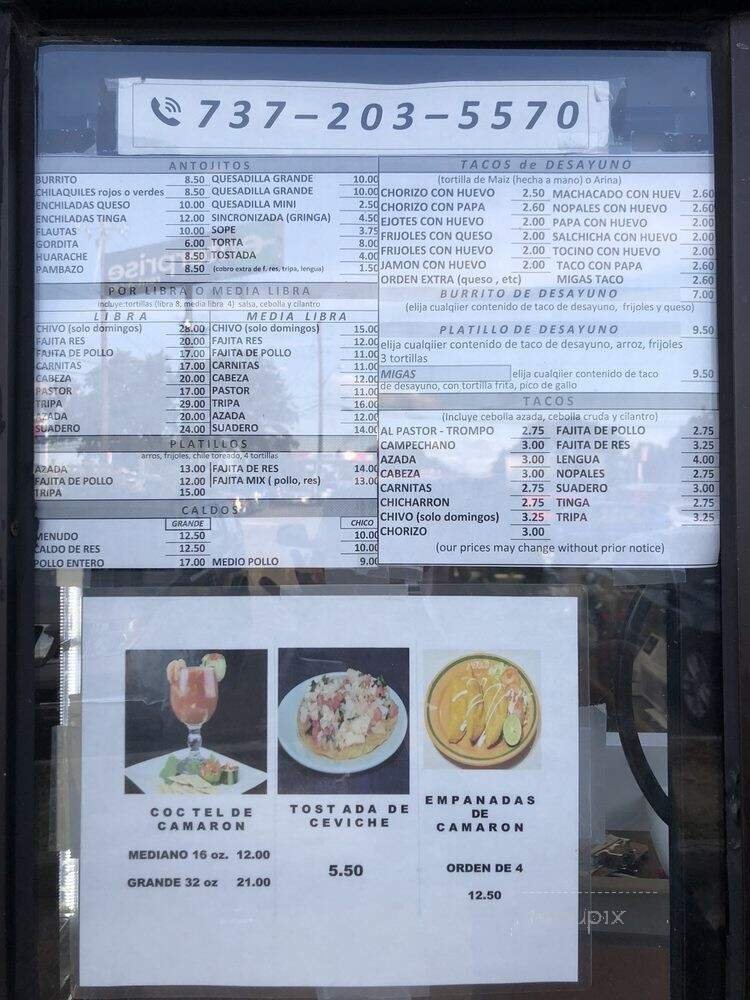 737-203-5570
ANTOJITOS
BURRITO 8.50 QUESADILLA GRANDE 10.00
CHILAQUILES rojos o verdes 8.50 QUESADILLA GRANDE 10.00
ENCHILADAS QUESO 10.00 QUESADILLA MINI 2.50
ENCHILADAS TINGA 12.00 SINCRONIZADA (GRINGA) 4.50
FLAUTAS 10.00 SOPE 3.75
GORDITA 6.00 TORTA 8.00
HUARACHE 8.50 TOSTADA 4.00
PAMBAZO 8.50 (cobro extra de f. res, tripa, lengua) 1.50
POR LIBRA O MEDIA LIBRA
incluye:tortillas (libra 8, media libra 4) salsa, cebolla y cilantro
LIBRA MEDIA LIBRA
CHIVO (solo domingos) 28.00 CHIVO (solo domingos) 15.00
FAJITA RES 20.00 FAJITA RES 12.00
FAJITA DE POLLO 17.00 FAJITA DE POLLO 11.00
CARNITAS 17.00 CARNITAS 11.00
CABEZA 20.00 CABEZA 12.00
PASTOR 17.00 PASTOR 11.00
TRIPA 29.00 TRIPA 16.00
AZADA 20.00 AZADA 12.00
SUADERO 24.00 SUADERO 14.00
PLATILLOS
arros, frijoles, chile toreado, 4 tortillas
AZADA 13.00 FAJITA DE RES 14.00
FAJITA DE POLLO 12.00 FAJITA MIX ( pollo, res) 13.00
TRIPA 15.00
CALDOS
GRANDE CHICO
MENUDO 12.50 10.00
CALDO DE RES 12.50 10.00
POLLO ENTERO 17.00 MEDIO POLLO 9.00
TACOS de DESAYUNO
(tortilla de Maiz (hecha a mano) o Arina)
CHORIZO CON HUEVO 2.50 MACHACADO CON HUEV 2.60
CHORIZO CON PAPA 2.60 NOPALES CON HUEVO 2.60
EJOTES CON HUEVO 2.00 PAPA CON HUEVO 2.00
FRIJOLES CON QUESO 2.00 SALCHICHA CON HUEVO 2.00
FRIJOLES CON HUEVO 2.00 TOCINO CON HUEVO 2.00
JAMON CON HUEVO 2.00 TACO CON PAPA 2.60
ORDEN EXTRA (queso , etc) MIGAS TACO 2.60
BURRITO DE DESAYUNO 7.00
(elija cualqiier contenido de taco de desayuno, frijoles y queso)
PLATILLO DE DESAYUNO 9.50
elija cualqiier contenido de taco de desayuno, arroz, frijoles
3 tortillas
MIGAS elija cualqiier contenido de taco 9.50
de desayuno, con tortilla frita, pico de gallo
TACOS
(Incluye cebolla azada, cebolla cruda y cilantro)
AL PASTOR - TROMPO 2.75 FAJITA DE POLLO 2.75
CAMPECHANO 3.00 FAJITA DE RES 3.25
AZADA 3.00 LENGUA 4.00
CABEZA 3.00 NOPALES 2.75
CARNITAS 2.75 SUADERO 3.00
CHICHARRON 2.75 TINGA 2.75
CHIVO (solo domingos) 3.25 TRIPA 3.25
CHORIZO 3.00
(our prices may change without prior notice)
COCTEL DE
CAMARON
MEDIANO 16 oz. 12.00
GRANDE 32 oz 21.00
TOSTADA DE
CEVICHE
5.50
EMPANADAS
DE
CAMARON
ORDEN DE 4
12.50